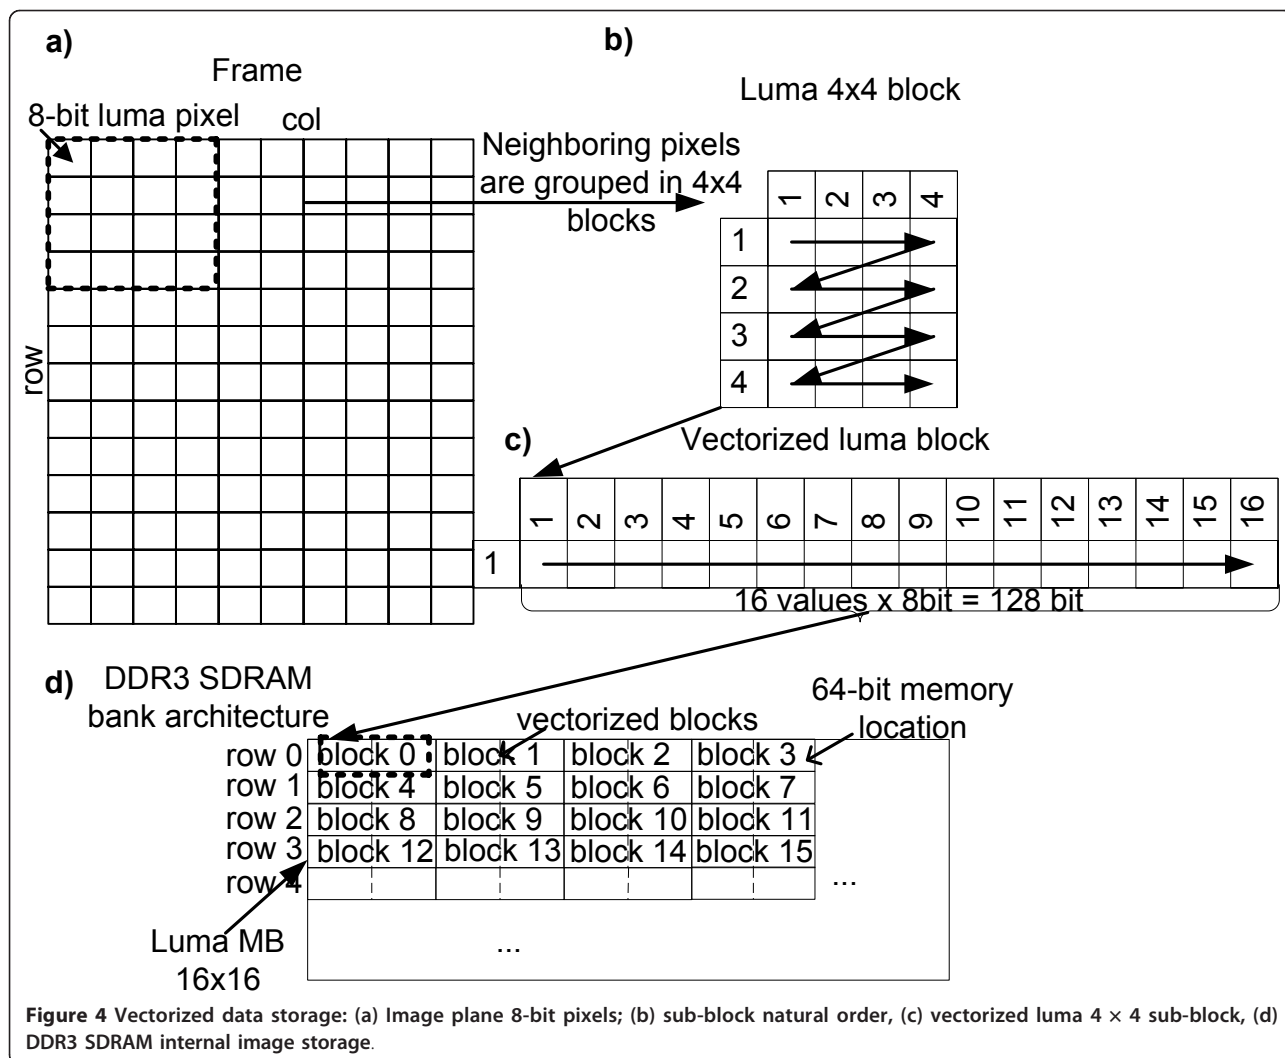 a)
Frame
8-bit luma pixel
col
row
Neighboring pixels
are grouped in 4x4
blocks
b)
Luma 4x4 block
1 2 3 4
1
2
3
4
c)
Vectorized luma block
1 2 3 4 5 6 7 8 9 10 11 12 13 14 15 16
1
16 values x 8bit = 128 bit
d)
DDR3 SDRAM
bank architecture
vectorized blocks
64-bit memory
location
row 0 block 0 block 1 block 2 block 3
row 1 block 4 block 5 block 6 block 7
row 2 block 8 block 9 block 10 block 11
row 3 block 12 block 13 block 14 block 15
row 4 ...
Luma MB
16x16
...
Figure 4 Vectorized data storage: (a) Image plane 8-bit pixels; (b) sub-block natural order, (c) vectorized luma 4 × 4 sub-block, (d)
DDR3 SDRAM internal image storage.